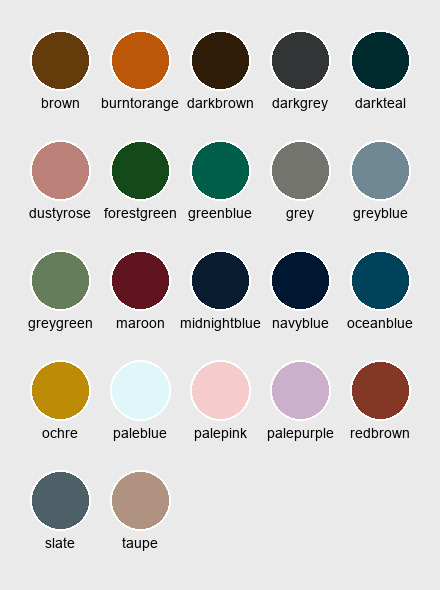 brown burntorange darkbrown darkgrey darkteal
dustyrose forestgreen greenblue grey greyblue
greygreen maroon midnightblue navyblue oceanblue
ochre paleblue palepink palepurple redbrown
slate taupe